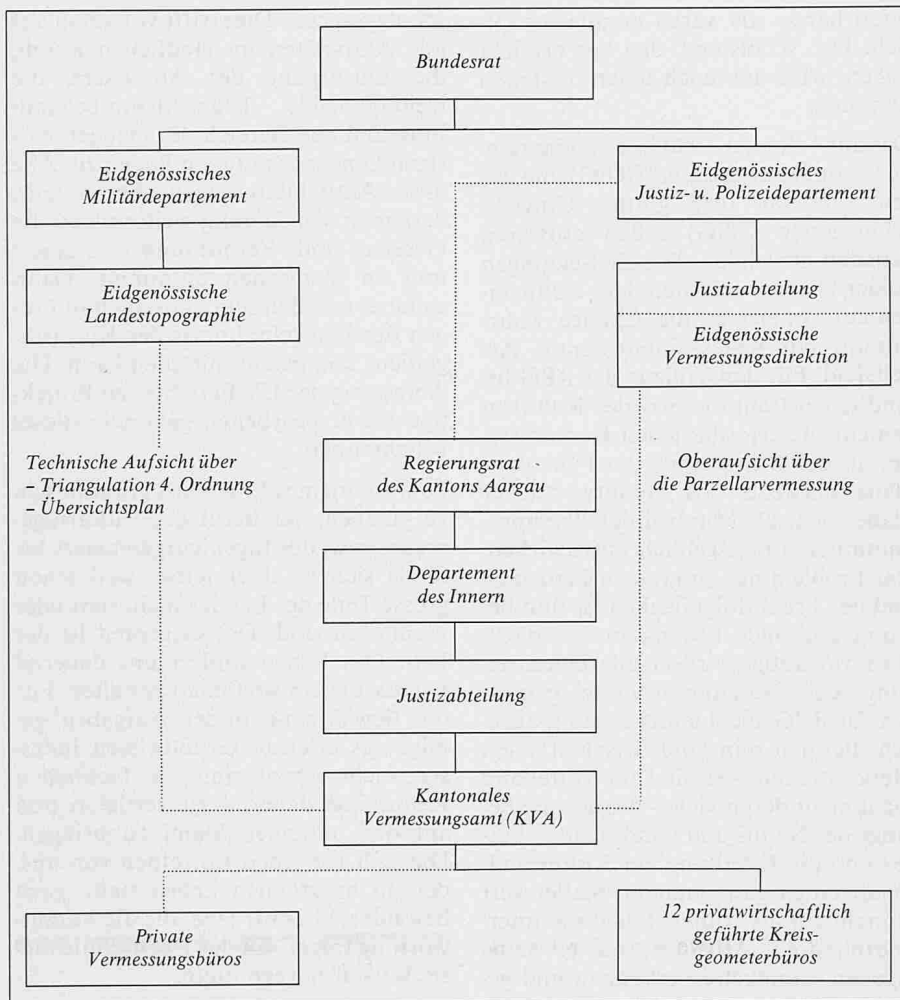 Bundesrat
Eidgenössisches
Militärdepartement
Eidgenössisches
Justiz- u. Polizeidepartement
Eidgenössische
Landestopographie
Justizabteilung
Eidgenössische
Vermessungsdirektion
Technische Aufsicht über
– Triangulation 4. Ordnung
– Übersichtsplan
Regierungsrat
des Kantons Aargau
Oberaufsicht über
die Parzellarvermessung
Departement
des Innern
Justizabteilung
Kantonales
Vermessungsamt (KVA)
Private
Vermessungsbüros
12 privatwirtschaftlich
geführte Kreis-
geometerbüros